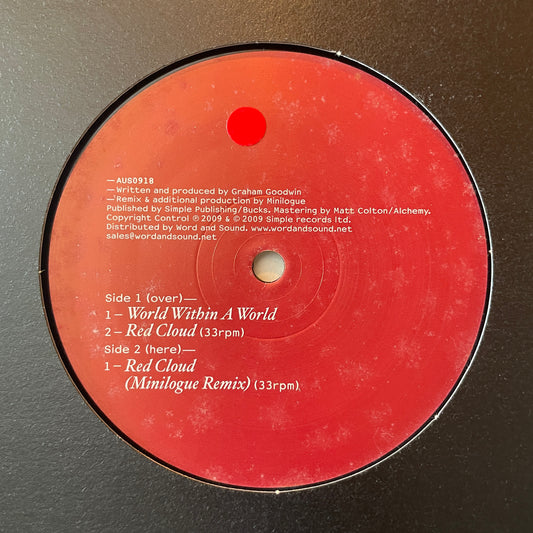 —AUS0918
—Written and produced by Graham Goodwin
—Remix & additional production by Minilogue
Published by Simple Publishing/Bucks. Mastering by Matt Colton/Alchemy.
Copyright Control ℗ 2009 & © 2009 Simple records ltd.
Distributed by Word and Sound. www.wordandsound.net
sales@wordandsound.net
Side 1 (over)—
1 – World Within A World
2 – Red Cloud (33rpm)
Side 2 (here)—
1 – Red Cloud
(Minilogue Remix) (33rpm)